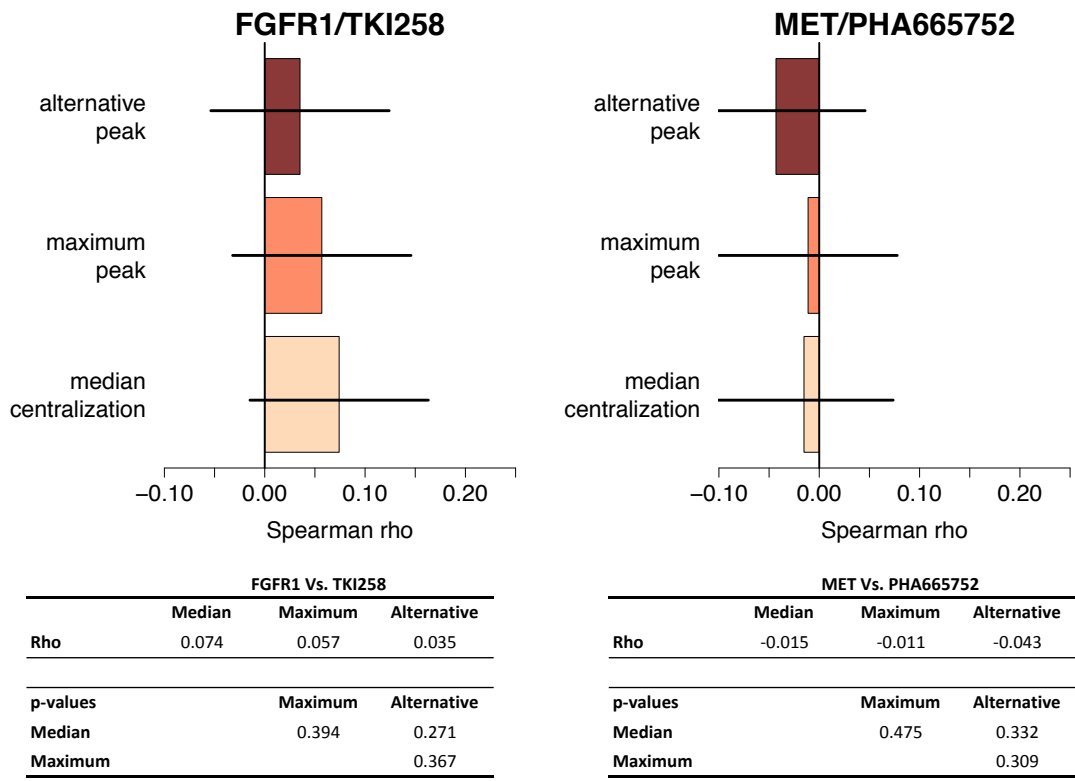 FGFR1/TKI258
alternative
peak
maximum
peak
median
centralization
−0.10 0.00 0.10 0.20
Spearman rho
MET/PHA665752
alternative
peak
maximum
peak
median
centralization
−0.10 0.00 0.10 0.20
Spearman rho
FGFR1 Vs. TKI258
Median Maximum Alternative
Rho 0.074 0.057 0.035
p-values Maximum Alternative
Median 0.394 0.271
Maximum 0.367
MET Vs. PHA665752
Median Maximum Alternative
Rho -0.015 -0.011 -0.043
p-values Maximum Alternative
Median 0.475 0.332
Maximum 0.309